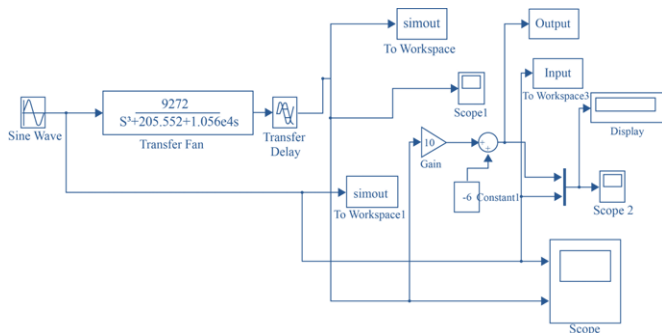 simout
To Workspace
Output
Input
To Workspace3
Scope1
Display
9272
S³+205.552+1.056e4s
Transfer Fan
Sine Wave
Transfer
Delay
10
Gain
+
+
-6
Constant1
simout
To Workspace1
Scope 2
Scope